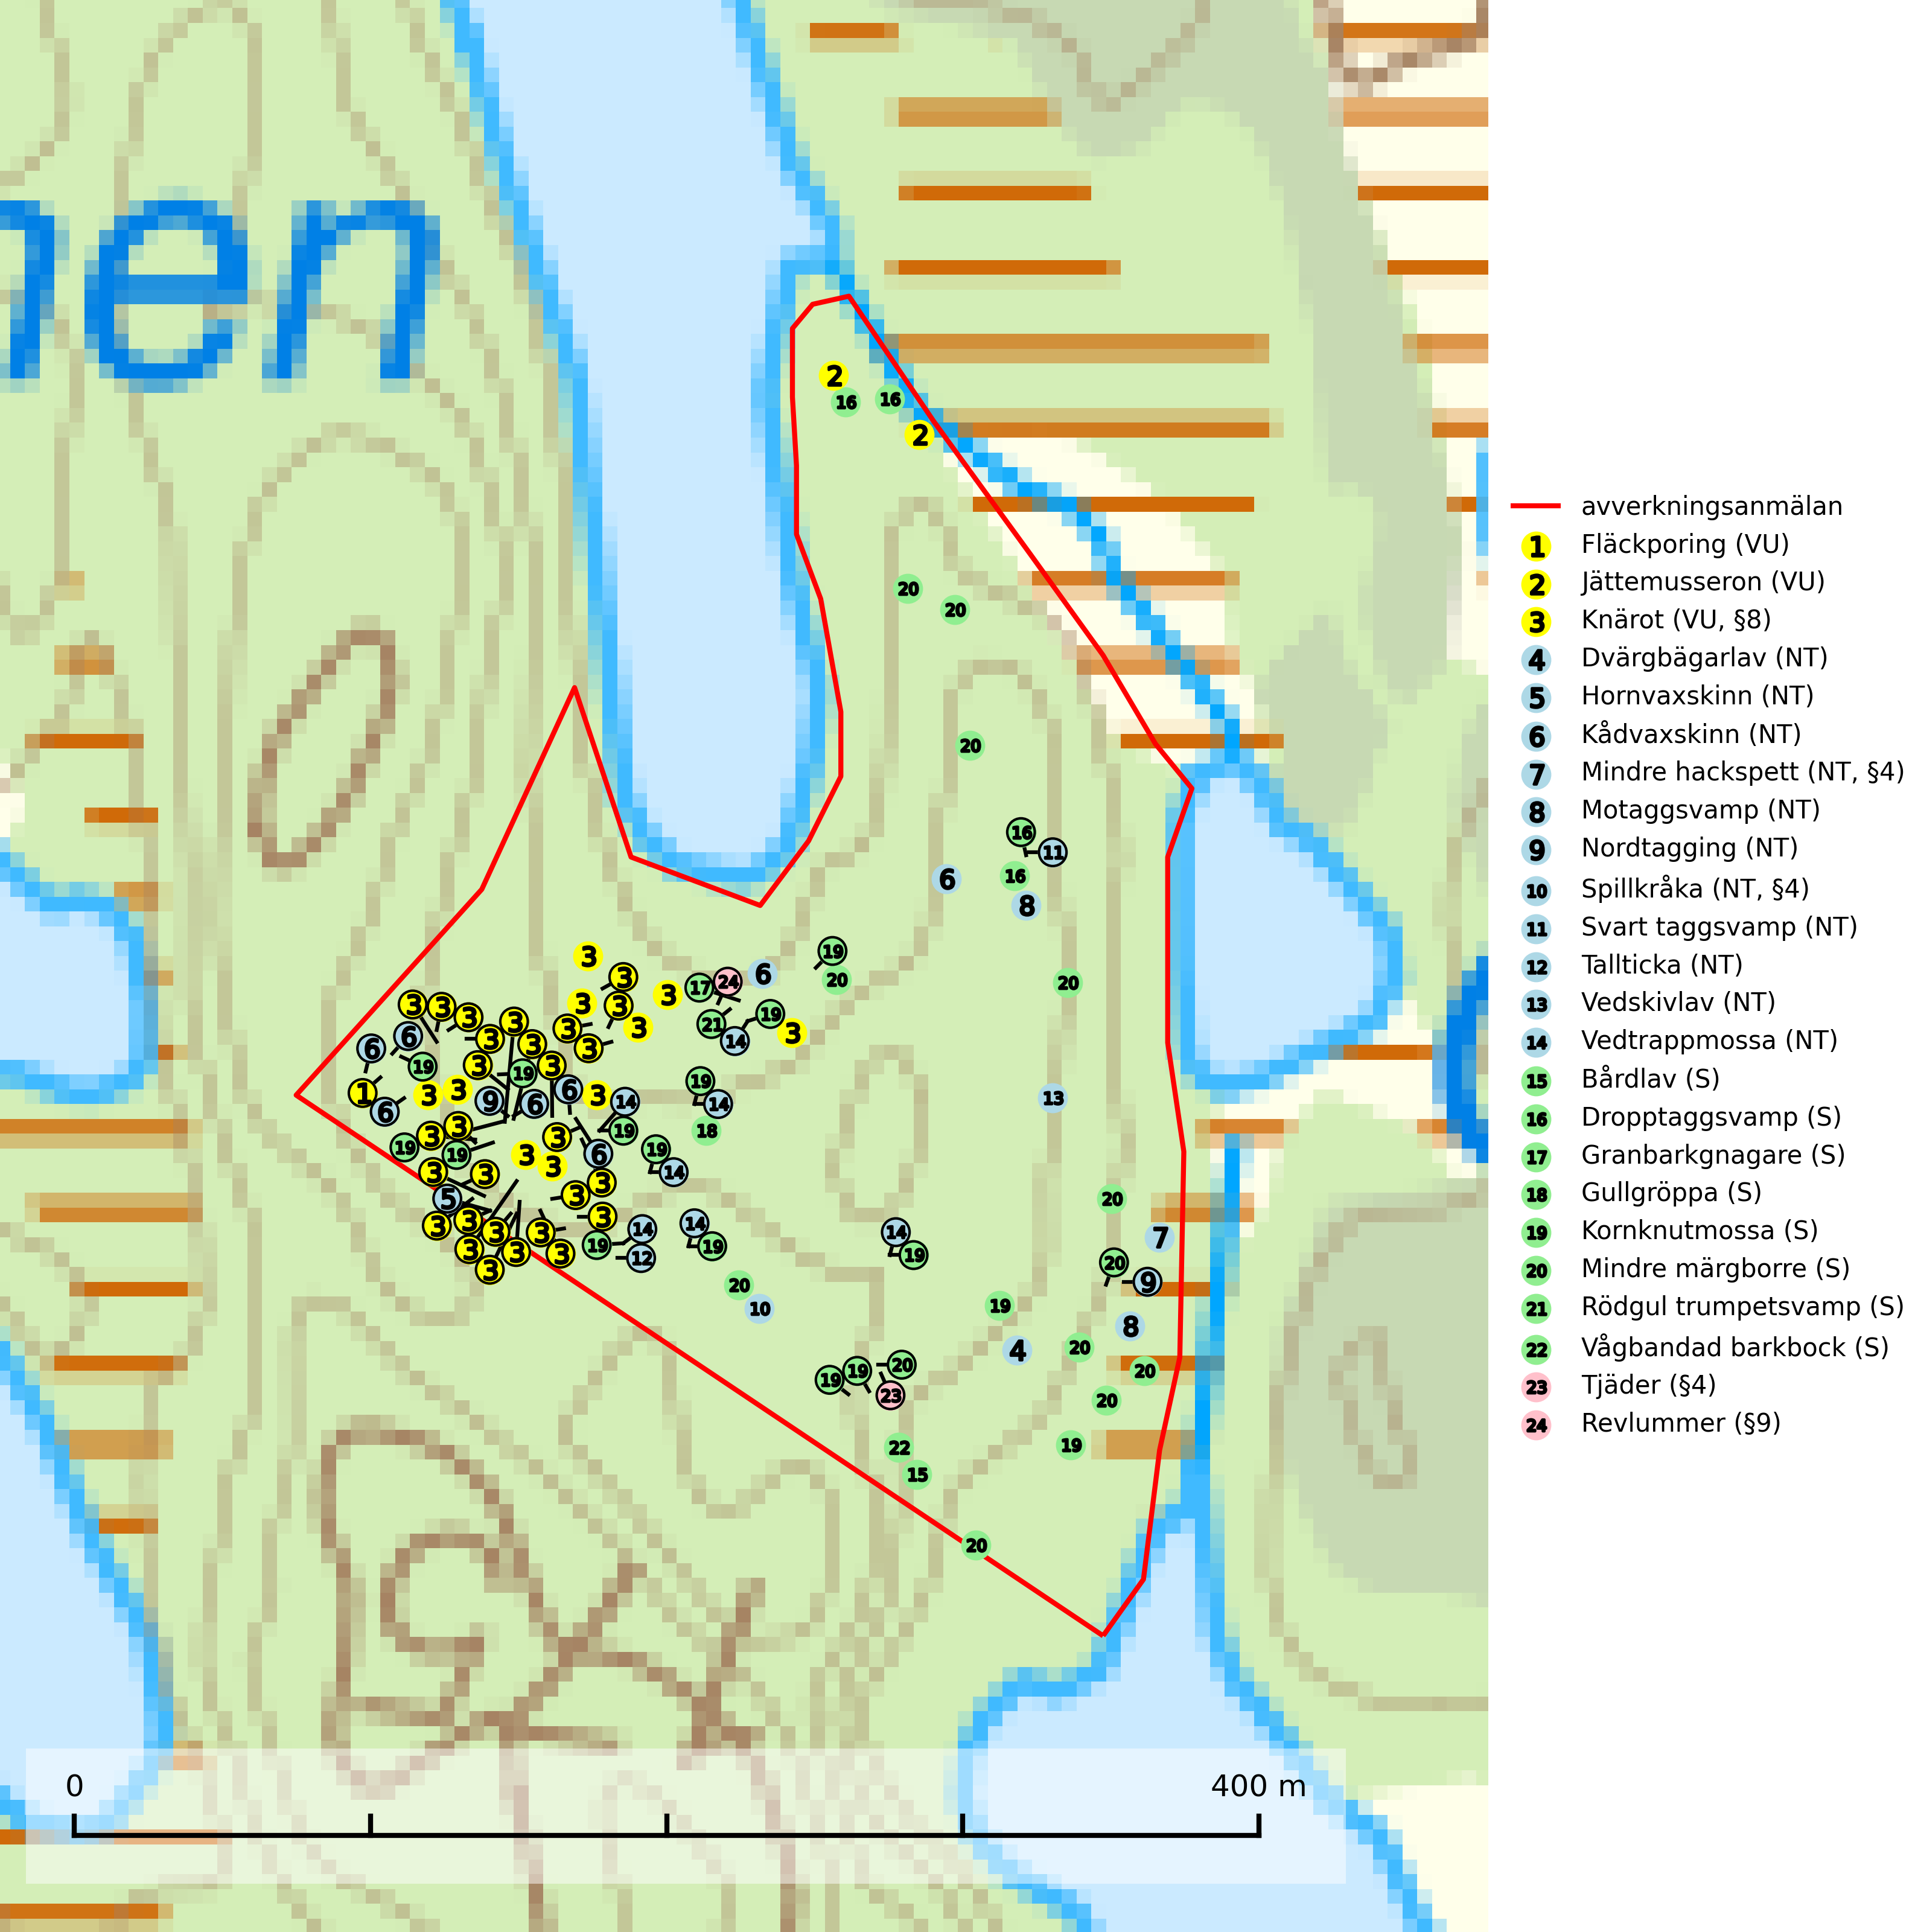 nen
avverkningsanmälan
1 Fläckporing (VU)
2 Jättemusseron (VU)
3 Knärot (VU, §8)
4 Dvärgbägarlav (NT)
5 Hornvaxskinn (NT)
6 Kådvaxskinn (NT)
7 Mindre hackspett (NT, §4)
8 Motaggsvamp (NT)
9 Nordtagging (NT)
10 Spillkråka (NT, §4)
11 Svart taggsvamp (NT)
12 Tallticka (NT)
13 Vedskivlav (NT)
14 Vedtrappmossa (NT)
15 Bårdlav (S)
16 Dropptaggsvamp (S)
17 Granbarkgnagare (S)
18 Gullgröppa (S)
19 Kornknutmossa (S)
20 Mindre märgborre (S)
21 Rödgul trumpetsvamp (S)
22 Vågbandad barkbock (S)
23 Tjäder (§4)
24 Revlummer (§9)
0 400 m